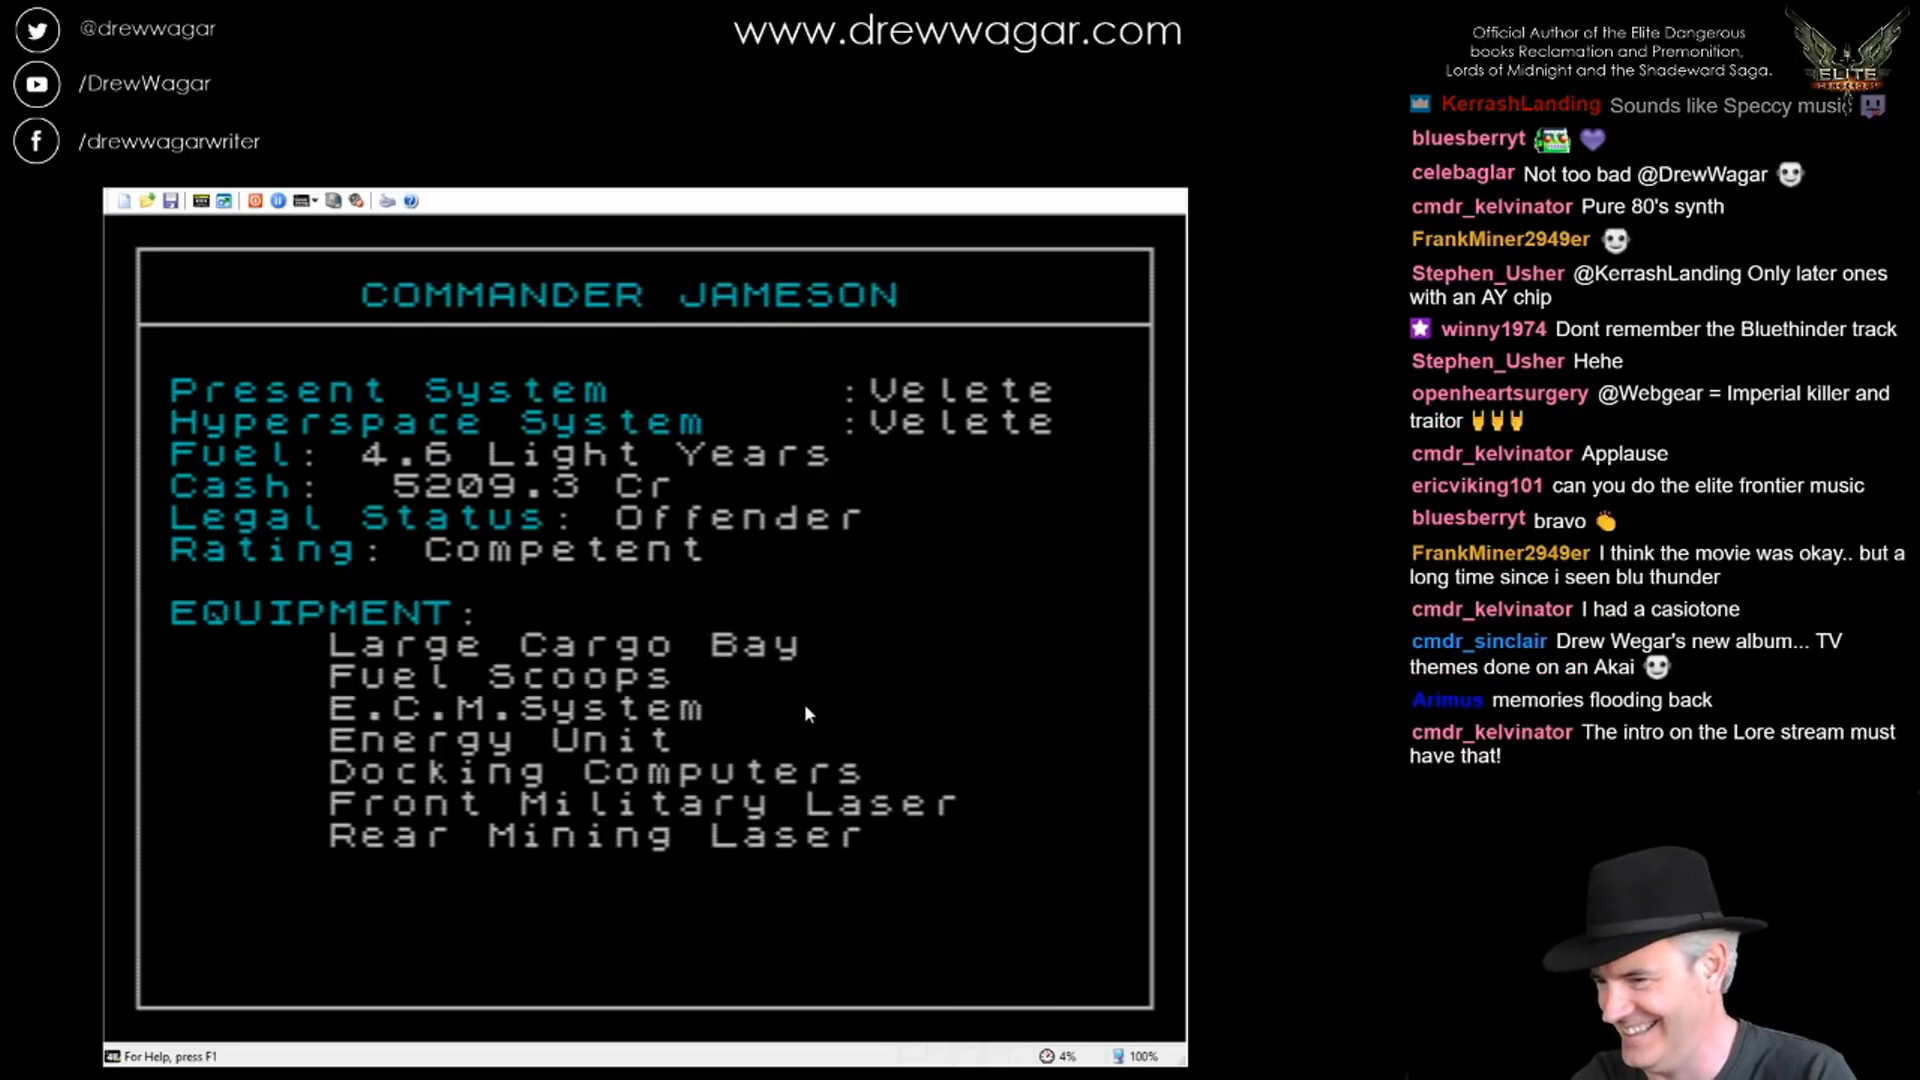 @drewwagar
/DrewWagar
/drewwagarwriter
www.drewwagar.com
Official Author of the Elite Dangerous
books Reclamation and Premonition,
Lords of Midnight and the Shadeward Saga.
ELITE
DANGEROUS
COMMANDER JAMESON
Present System :Velete
Hyperspace System :Velete
Fuel: 4.6 Light Years
Cash: 5209.3 Cr
Legal Status: Offender
Rating: Competent
EQUIPMENT:
Large Cargo Bay
Fuel Scoops
E.C.M.System
Energy Unit
Docking Computers
Front Military Laser
Rear Mining Laser
For Help, press F1
4%
100%
KerrashLanding Sounds like Speccy music
bluesberryt
celebaglar Not too bad @DrewWagar
cmdr_kelvinator Pure 80's synth
FrankMiner2949er
Stephen_Usher @KerrashLanding Only later ones
with an AY chip
winny1974 Dont remember the Bluethinder track
Stephen_Usher Hehe
openheartsurgery @Webgear = Imperial killer and
traitor
cmdr_kelvinator Applause
ericviking101 can you do the elite frontier music
bluesberryt bravo
FrankMiner2949er I think the movie was okay.. but a
long time since i seen blu thunder
cmdr_kelvinator I had a casiotone
cmdr_sinclair Drew Wegar's new album... TV
themes done on an Akai
Arimus memories flooding back
cmdr_kelvinator The intro on the Lore stream must
have that!